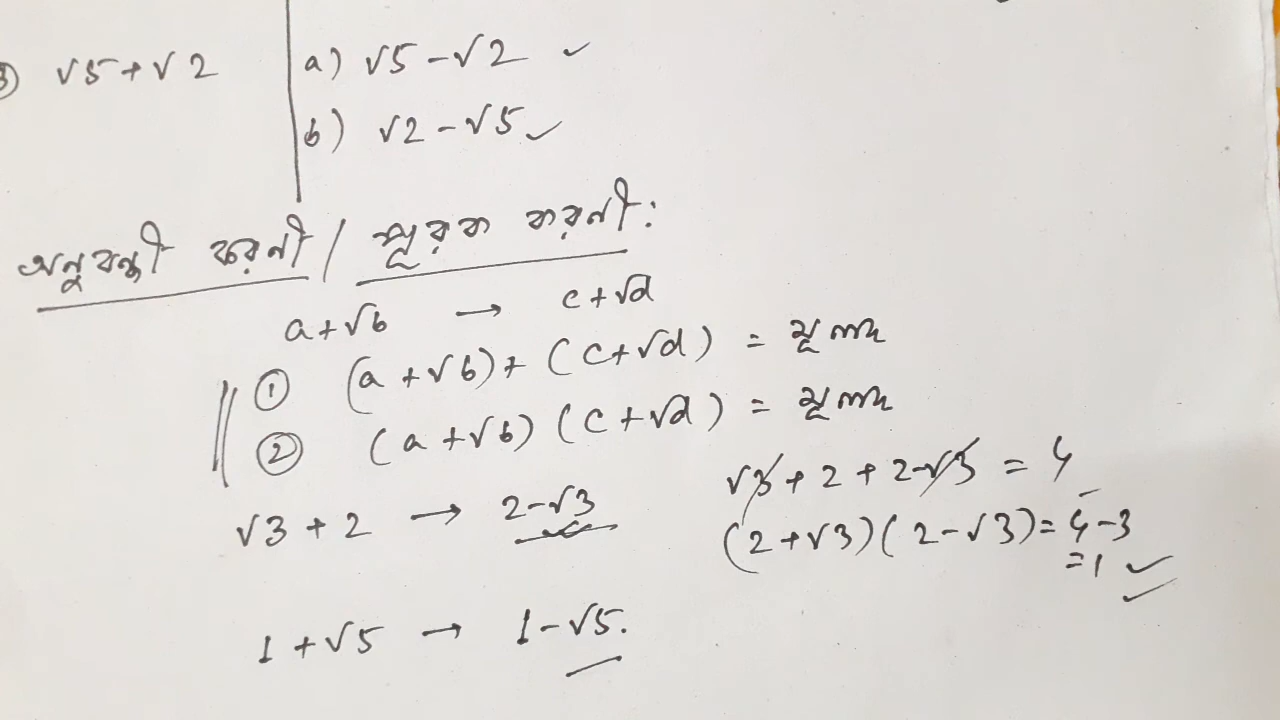 ③ √5+√2
a) √5-√2 ✓
b) √2-√5 ✓
অনুবন্ধী করণী / পূরক করণী:
a+√b → c+√d
① (a+√b)+(c+√d) = মূলদ
② (a+√b)(c+√d) = মূলদ
√3+2 → 2-√3
√3+2+2-√3 = 4
(2+√3)(2-√3)=4-3
=1 ✓
1+√5 → 1-√5.